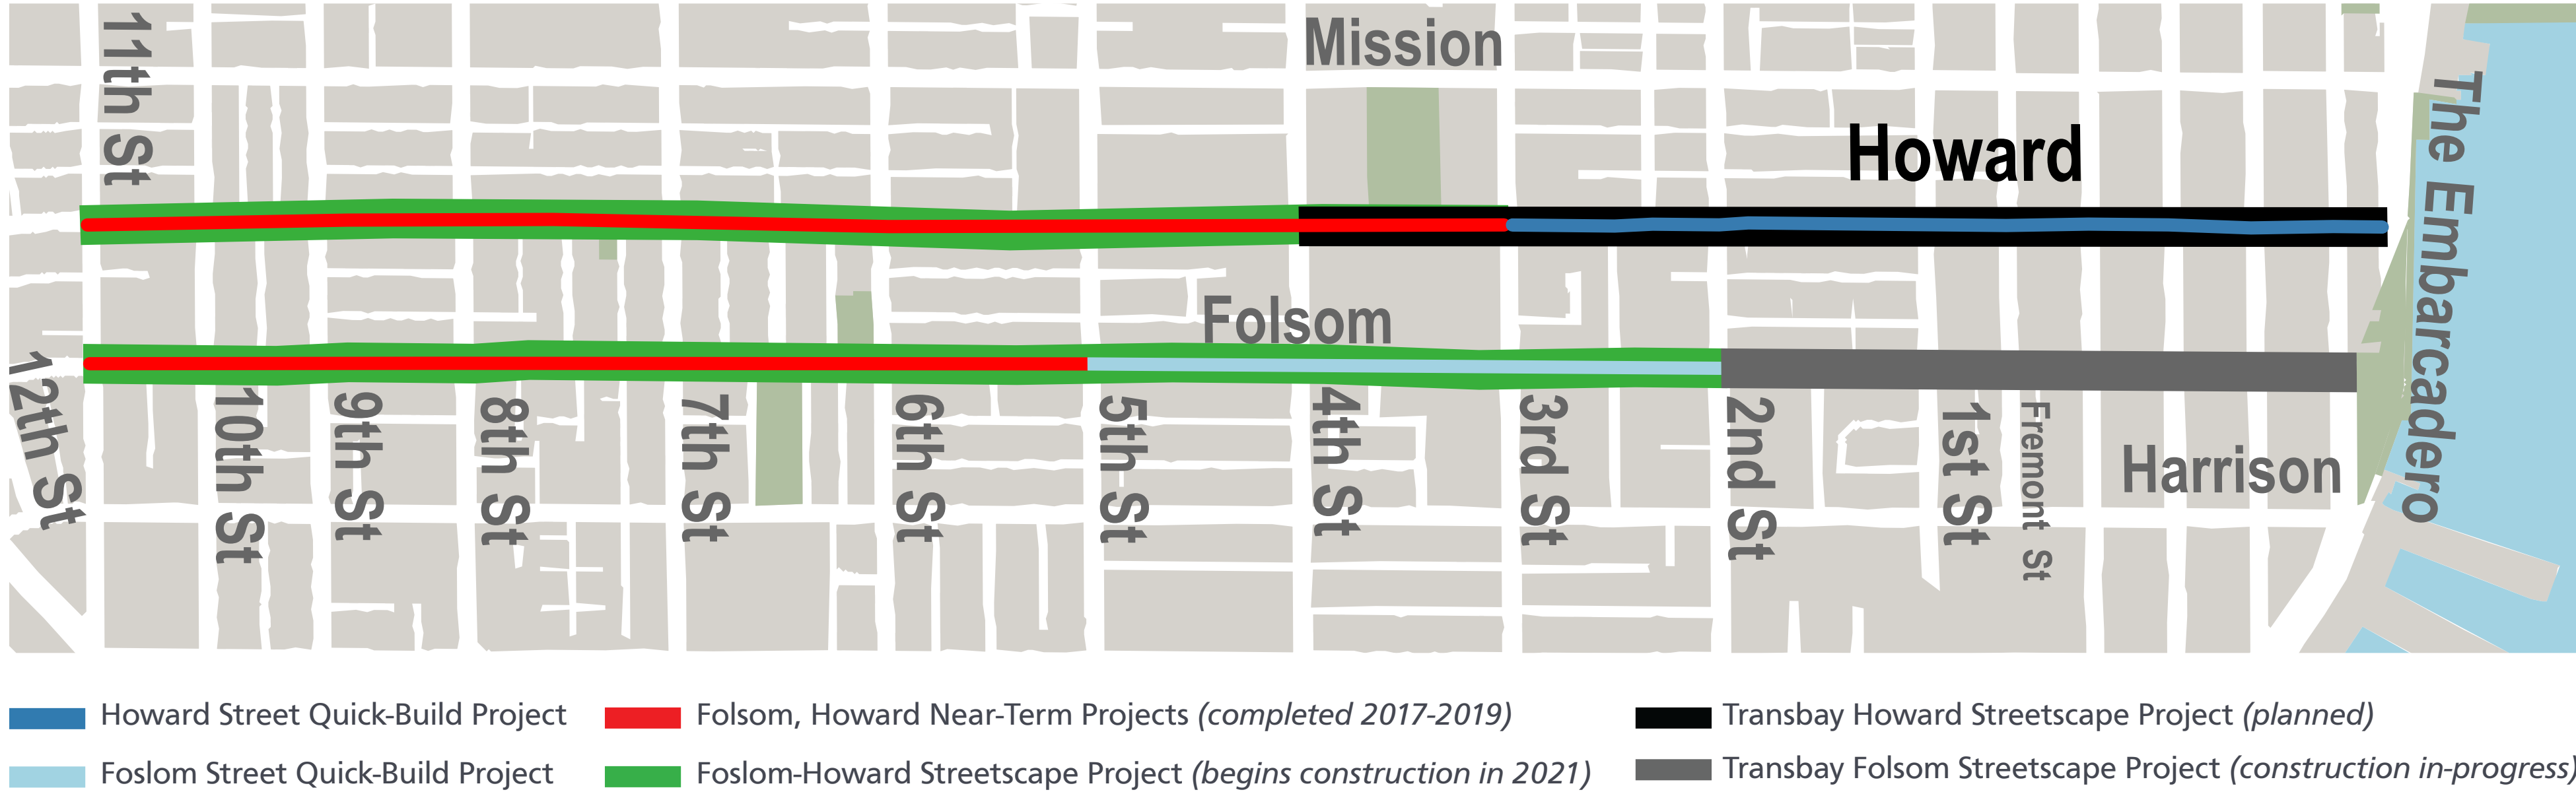 11th St
Mission
Howard
The Embarcadero
Folsom
12th St
10th St
9th St
8th St
7th St
6th St
5th St
4th St
3rd St
2nd St
1st St
Fremont St
Harrison
Howard Street Quick-Build Project
Folsom, Howard Near-Term Projects (completed 2017-2019)
Transbay Howard Streetscape Project (planned)
Foslom Street Quick-Build Project
Foslom-Howard Streetscape Project (begins construction in 2021)
Transbay Folsom Streetscape Project (construction in-progress)